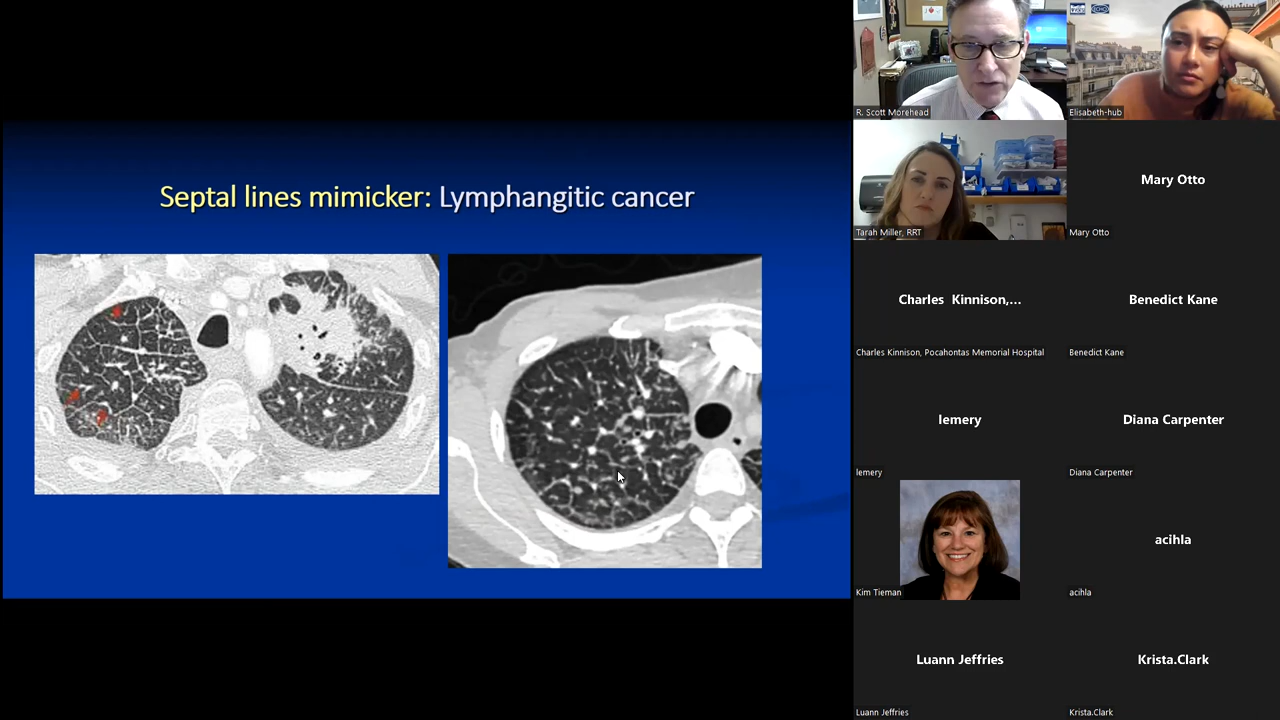 Septal lines mimicker: Lymphangitic cancer
R. Scott Morehead
Elisabeth-hub
Tarah Miller, RRT
Mary Otto
Mary Otto
Charles Kinnison,...
Charles Kinnison, Pocahontas Memorial Hospital
Benedict Kane
Benedict Kane
lemery
lemery
Diana Carpenter
Diana Carpenter
Kim Tieman
acihla
acihla
Luann Jeffries
Luann Jeffries
Krista.Clark
Krista.Clark